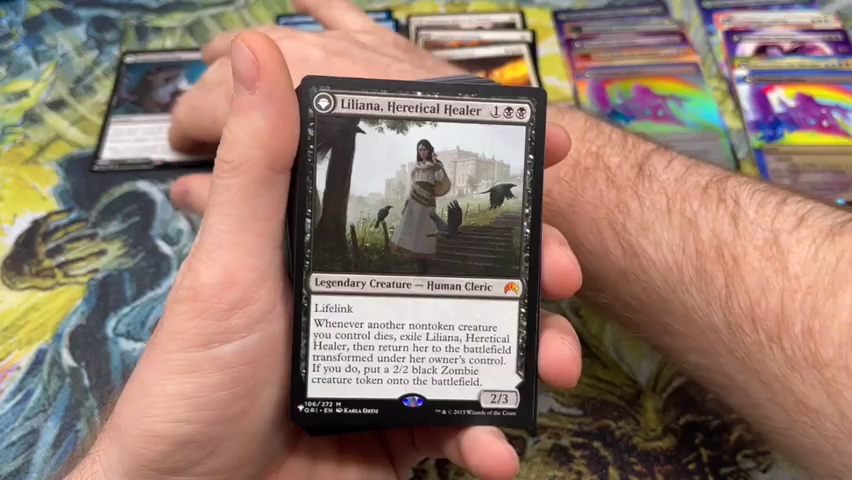 Liliana, Heretical Healer 1
Legendary Creature — Human Cleric
Lifelink
Whenever another nontoken creature
you control dies, exile Liliana, Heretical
Healer, then return her to the battlefield
transformed under her owner's control.
If you do, put a 2/2 black Zombie
creature token onto the battlefield.
2/3
106/272 M
ORI • EN KARLA ORTIZ
™ & © 2015 Wizards of the Coast